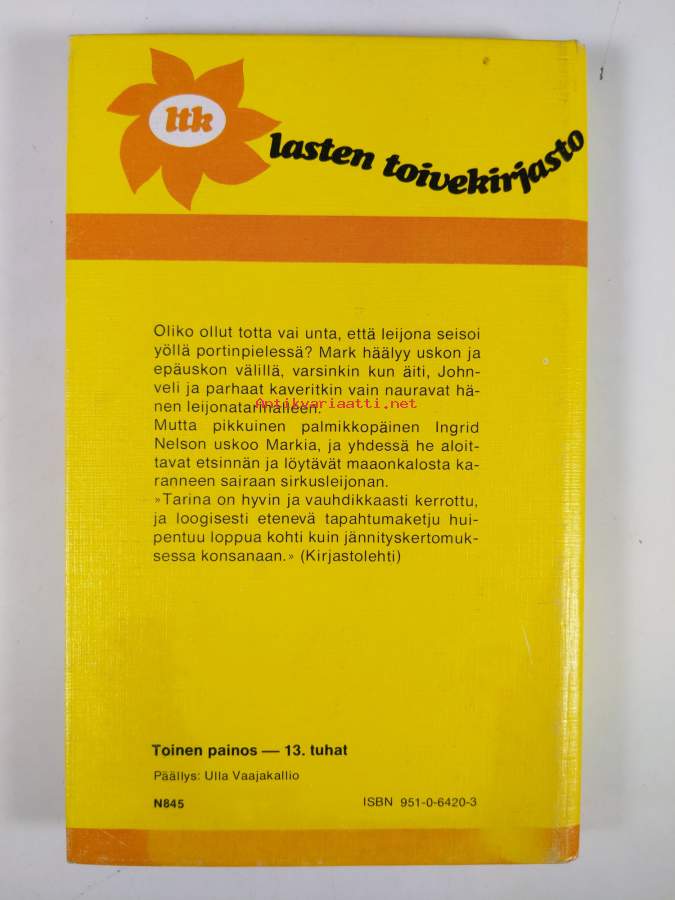 ltk
lasten toivekirjasto
Oliko ollut totta vai unta, että leijona seisoi
yöllä portinpielessä? Mark häälyy uskon ja
epäuskon välillä, varsinkin kun äiti, John-
veli ja parhaat kaveritkin vain nauravat hä-
nen leijonatarinalleen.
Antikvariaatti.net
Mutta pikkuinen palmikkopäinen Ingrid
Nelson uskoo Markia, ja yhdessä he aloit-
tavat etsinnän ja löytävät maaonkalosta ka-
ranneen sairaan sirkusleijonan.
»Tarina on hyvin ja vauhdikkaasti kerrottu,
ja loogisesti etenevä tapahtumaketju hui-
pentuu loppua kohti kuin jännityskertomuk-
sessa konsanaan.» (Kirjastolehti)
Toinen painos — 13. tuhat
Päällys: Ulla Vaajakallio
N845 ISBN 951-0-6420-3